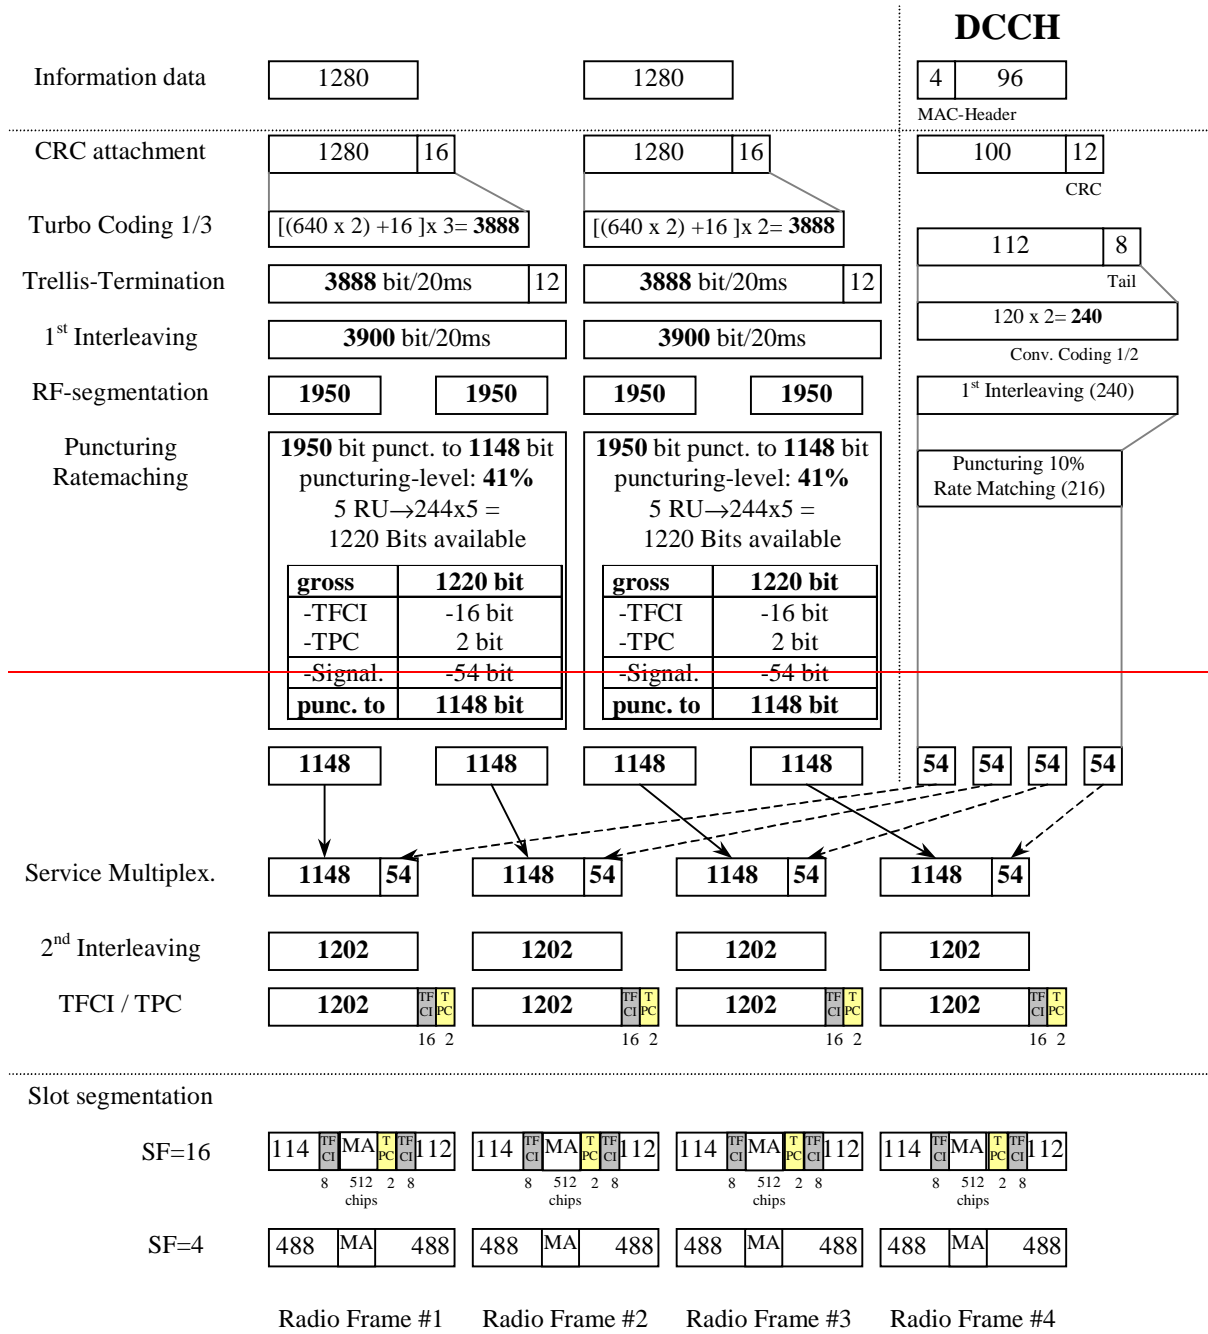 DCCH
Information data
1280
1280
4
96
MAC-Header
CRC attachment
1280
16
1280
16
100
12
CRC
Turbo Coding 1/3
[(640 x 2) +16 ]x 3= 3888
[(640 x 2) +16 ]x 2= 3888
112
8
Tail
Trellis-Termination
3888 bit/20ms
12
3888 bit/20ms
12
120 x 2= 240
Conv. Coding 1/2
1st Interleaving
3900 bit/20ms
3900 bit/20ms
RF-segmentation
1950
1950
1950
1950
1st Interleaving (240)
Puncturing
Ratemaching
1950 bit punct. to 1148 bit
puncturing-level: 41%
5 RU→244x5 =
1220 Bits available
gross 1220 bit
-TFCI -16 bit
-TPC 2 bit
-Signal. -54 bit
punc. to 1148 bit
1950 bit punct. to 1148 bit
puncturing-level: 41%
5 RU→244x5 =
1220 Bits available
gross 1220 bit
-TFCI -16 bit
-TPC 2 bit
-Signal. -54 bit
punc. to 1148 bit
Puncturing 10%
Rate Matching (216)
1148
1148
1148
1148
54
54
54
54
Service Multiplex.
1148
54
1148
54
1148
54
1148
54
2nd Interleaving
1202
1202
1202
1202
TFCI / TPC
1202
TF
CI
T
PC
16 2
1202
TF
CI
T
PC
16 2
1202
TF
CI
T
PC
16 2
1202
TF
CI
T
PC
16 2
Slot segmentation
SF=16
114
TF
CI
MA
T
PC
TF
CI
112
8 512 2 8
chips
114
TF
CI
MA
T
PC
TF
CI
112
8 512 2 8
chips
114
TF
CI
MA
T
PC
TF
CI
112
8 512 2 8
chips
114
TF
CI
MA
T
PC
TF
CI
112
8 512 2 8
chips
SF=4
488 MA 488
488 MA 488
488 MA 488
488 MA 488
Radio Frame #1
Radio Frame #2
Radio Frame #3
Radio Frame #4